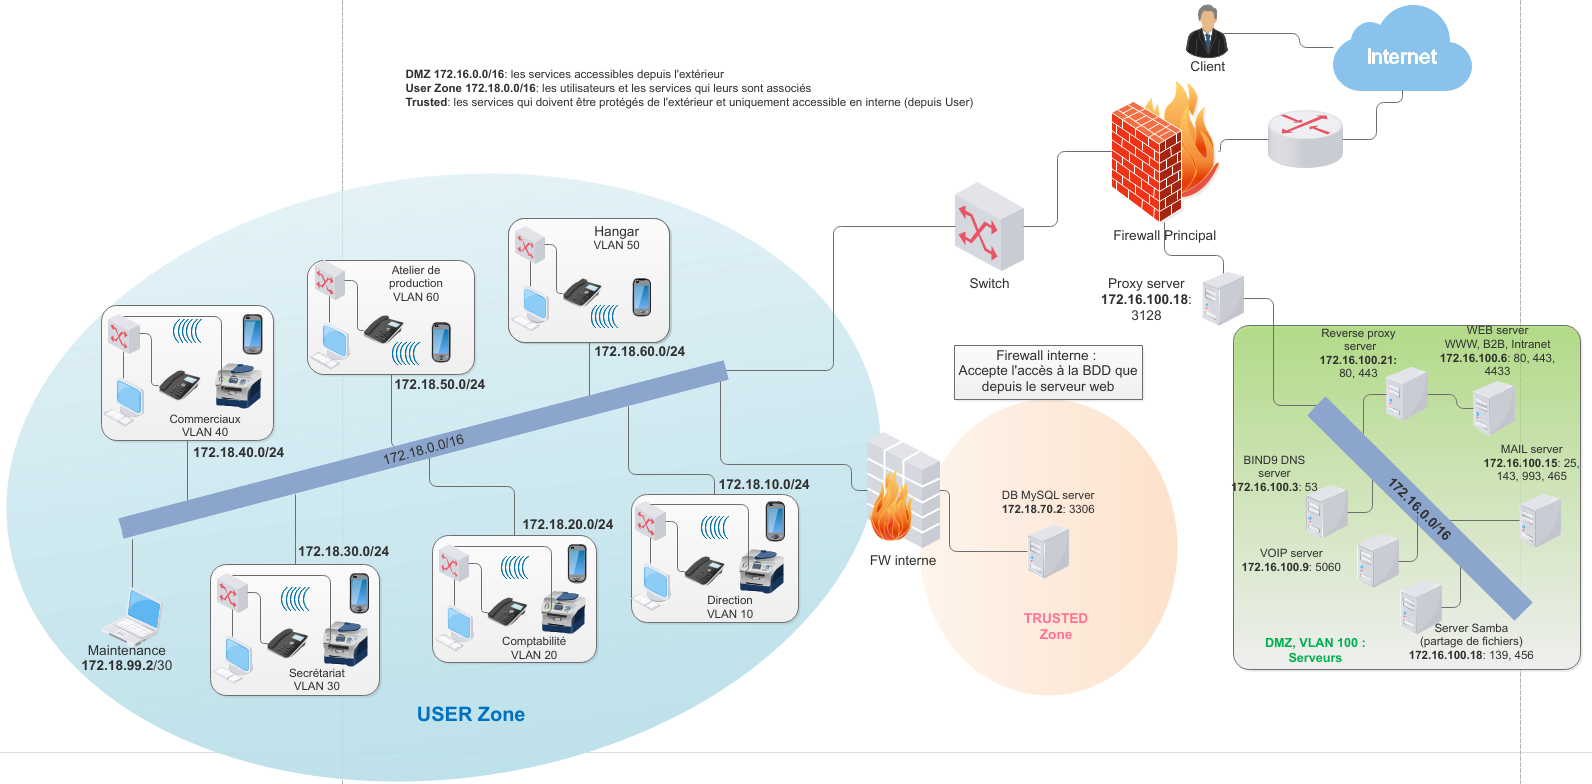 Client
Internet
DMZ 172.16.0.0/16: les services accessibles depuis l'extérieur
User Zone 172.18.0.0/16: les utilisateurs et les services qui leurs sont associés
Trusted: les services qui doivent être protégés de l'extérieur et uniquement accessible en interne (depuis User)
Firewall Principal
Switch
Proxy server
172.16.100.18:
3128
Hangar
VLAN 50
172.18.60.0/24
Atelier de
production
VLAN 60
172.18.50.0/24
Commerciaux
VLAN 40
172.18.40.0/24
172.18.0.0/16
Firewall interne :
Accepte l'accès à la BDD que
depuis le serveur web
Reverse proxy
server
172.16.100.21:
80, 443
WEB server
WWW, B2B, Intranet
172.16.100.6: 80, 443,
4433
MAIL server
172.16.100.15: 25,
143, 993, 465
BIND9 DNS
server
172.16.100.3: 53
172.16.0.0/16
VOIP server
172.16.100.9: 5060
Server Samba
(partage de fichiers)
172.16.100.18: 139, 456
DMZ, VLAN 100 :
Serveurs
172.18.10.0/24
Direction
VLAN 10
172.18.20.0/24
Comptabilité
VLAN 20
172.18.30.0/24
Secrétariat
VLAN 30
Maintenance
172.18.99.2/30
USER Zone
FW interne
DB MySQL server
172.18.70.2: 3306
TRUSTED
Zone